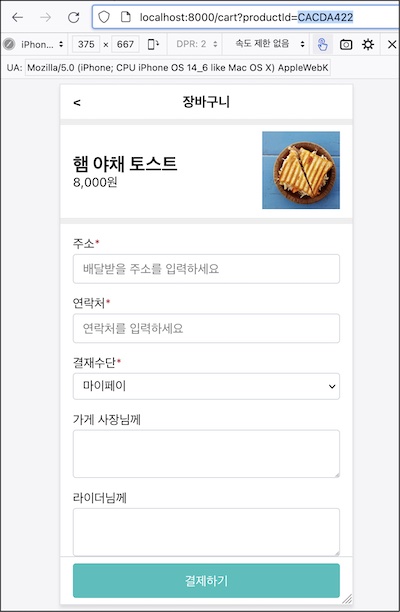 localhost:8000/cart?productId=CACDA422
iPhon... 375 × 667 DPR: 2 속도 제한 없음
UA: Mozilla/5.0 (iPhone; CPU iPhone OS 14_6 like Mac OS X) AppleWebK
< 장바구니
햄 야채 토스트
8,000원
주소*
배달받을 주소를 입력하세요
연락처*
연락처를 입력하세요
결재수단*
마이페이
가게 사장님께
라이더님께
결제하기